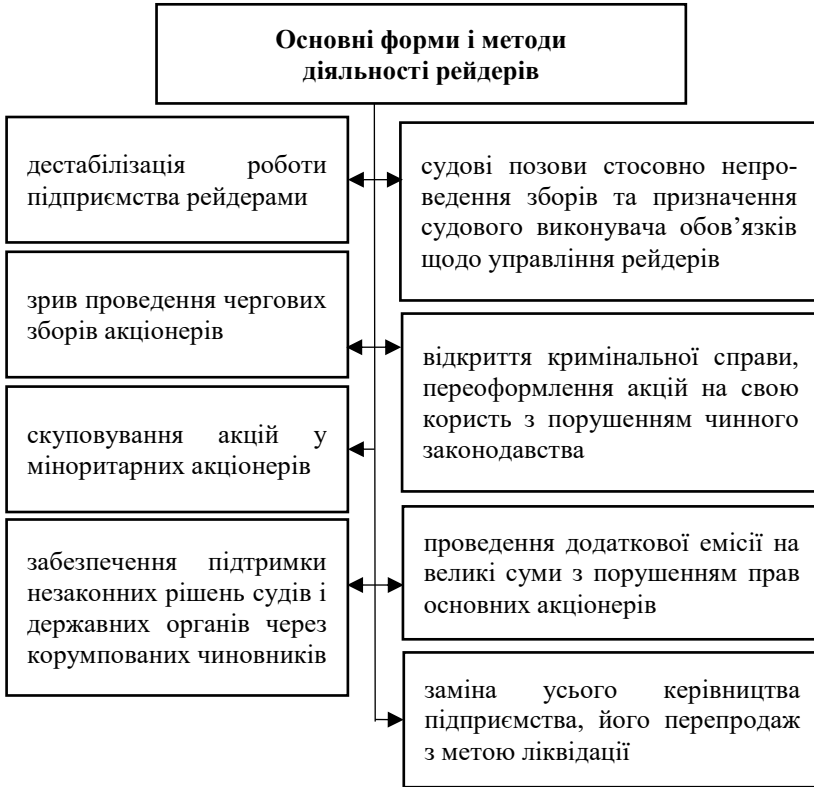 Основні форми і методи
діяльності рейдерів
дестабілізація роботи
підприємства рейдерами
зрив проведення чергових
зборів акціонерів
скуповування акцій у
міноритарних акціонерів
забезпечення підтримки
незаконних рішень судів і
державних органів через
корумпованих чиновників
судові позови стосовно непро-
ведення зборів та призначення
судового виконувача обов’язків
щодо управління рейдерів
відкриття кримінальної справи,
переоформлення акцій на свою
користь з порушенням чинного
законодавства
проведення додаткової емісії на
великі суми з порушенням прав
основних акціонерів
заміна усього керівництва
підприємства, його перепродаж
з метою ліквідації